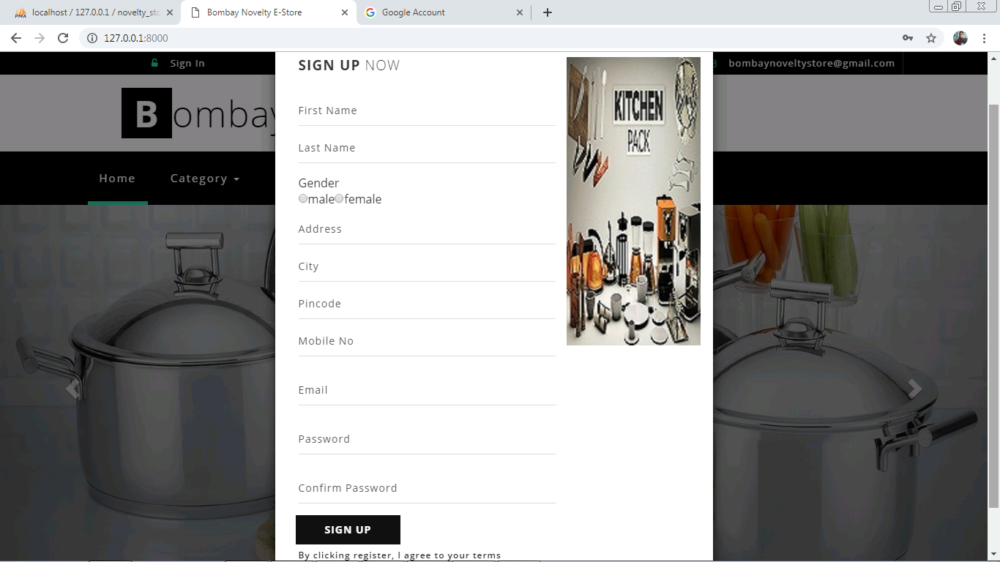 localhost / 127.0.0.1 / novelty_sto
Bombay Novelty E-Store
Google Account
127.0.0.1:8000
Sign In
bombaynoveltystore@gmail.com
Bombay
Home
Category
SIGN UP NOW
First Name
Last Name
Gender
male female
Address
City
Pincode
Mobile No
Email
Password
Confirm Password
SIGN UP
By clicking register, I agree to your terms
KITCHEN
PACK